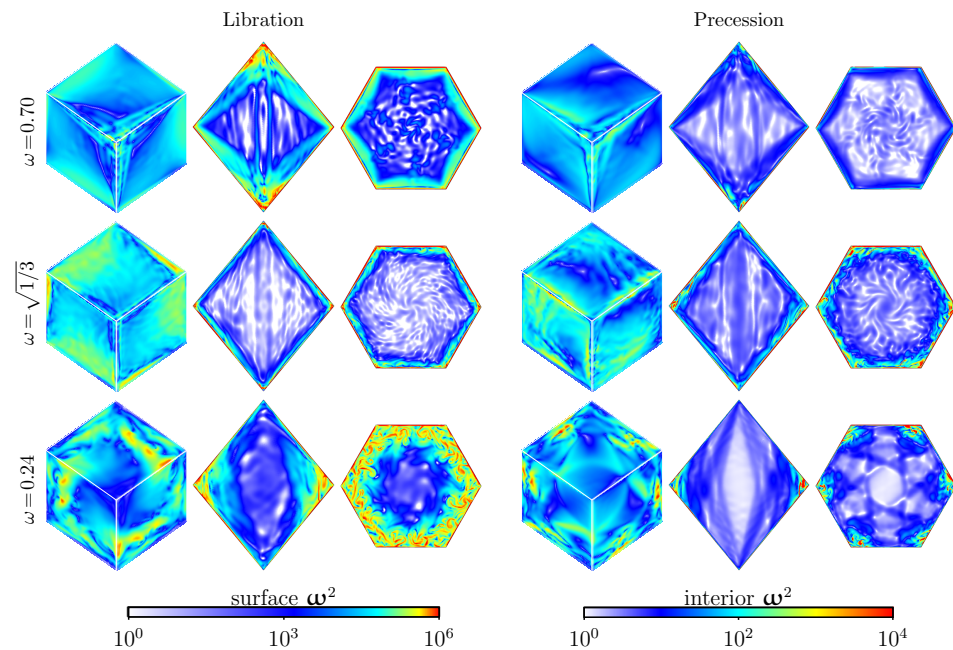 Libration Precession
ω=0.70
ω=√1/3
ω=0.24
surface ω² interior ω²
10⁰ 10³ 10⁶ 10⁰ 10² 10⁴